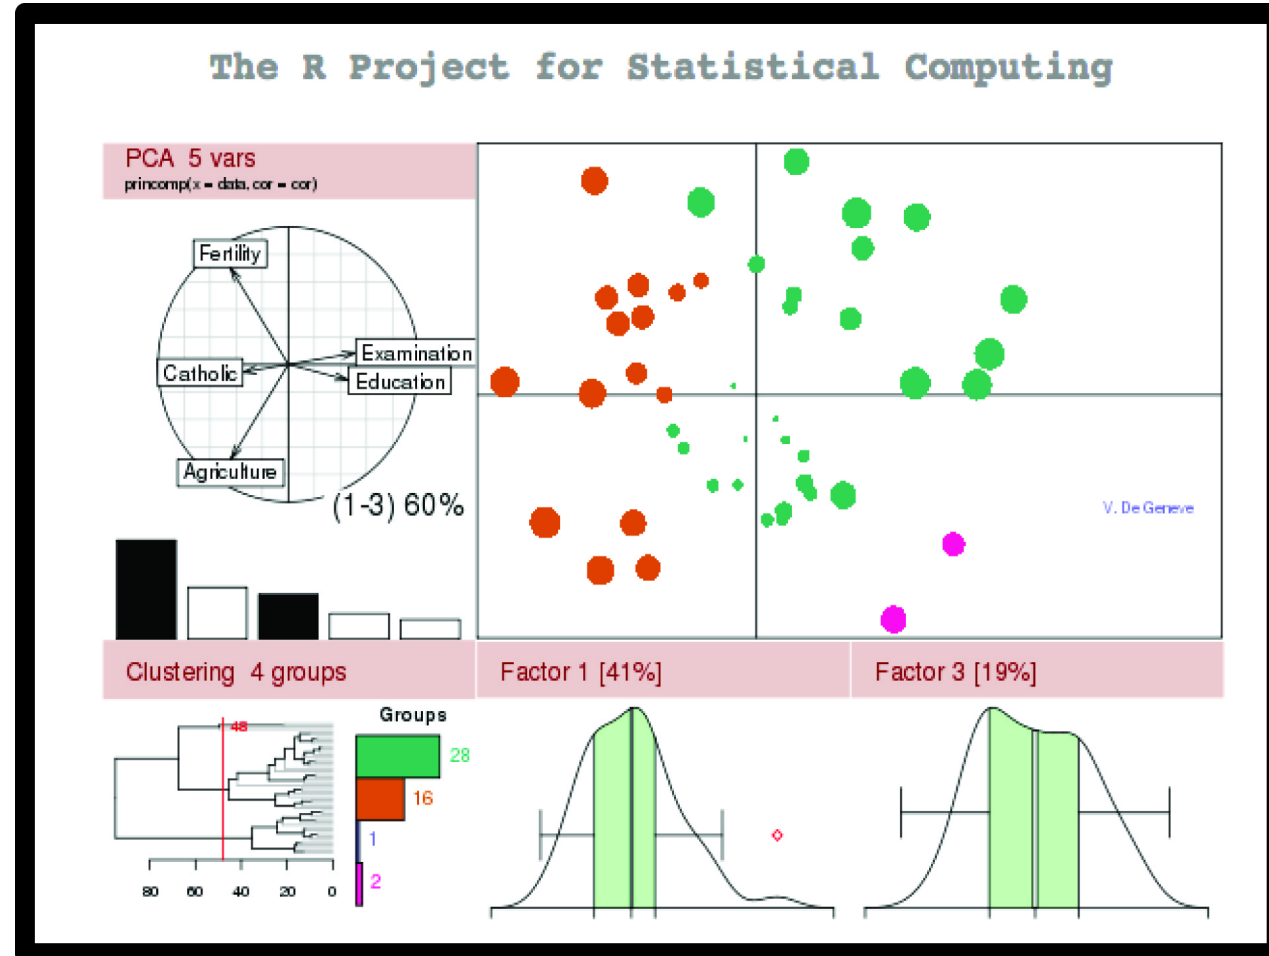 The R Project for Statistical Computing
PCA 5 vars
princomp(x = data, cor = cor)
Fertility
Examination
Catholic
Education
Agriculture
(1-3) 60%
V. De Geneve
Clustering 4 groups
Factor 1 [41%]
Factor 3 [19%]
48
Groups
28
16
1
2
80 60 40 20 0